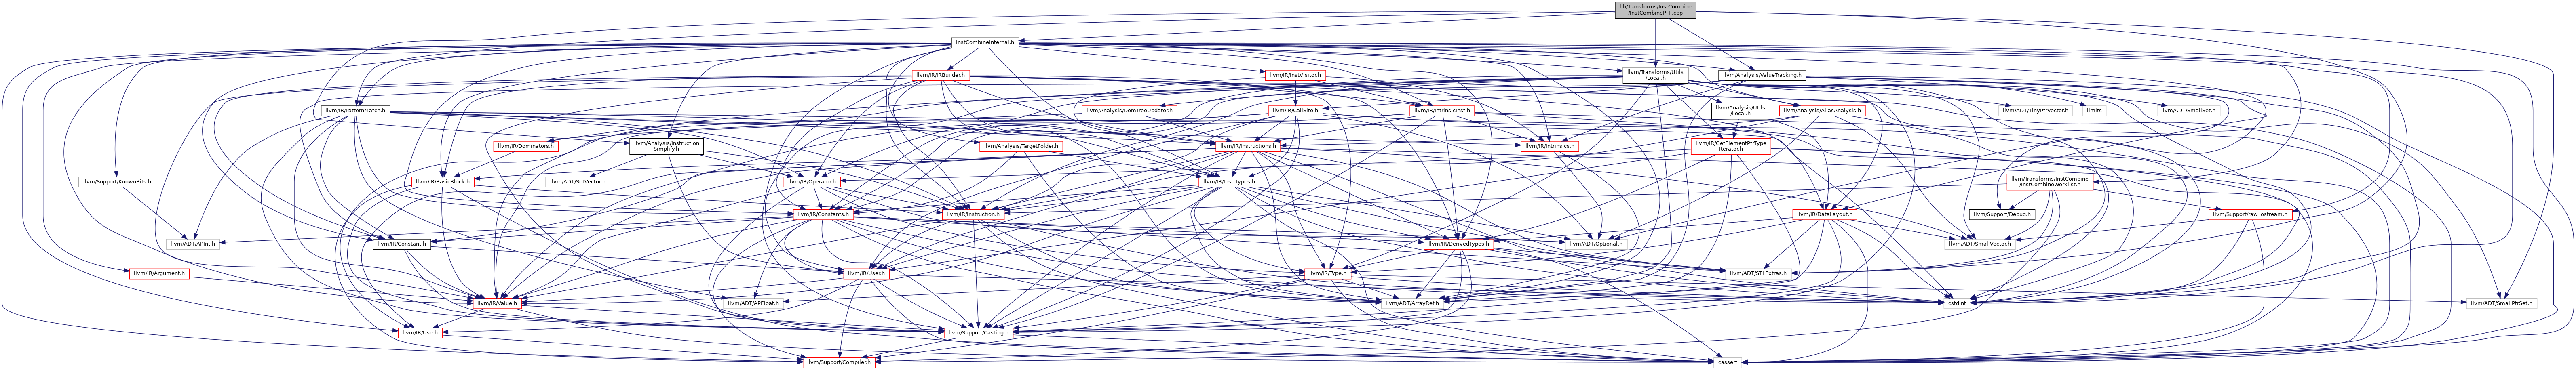 lib/Transforms/InstCombine
/InstCombinePHI.cpp
InstCombineInternal.h
llvm/IR/IRBuilder.h
llvm/IR/InstVisitor.h
llvm/Transforms/Utils
/Local.h
llvm/Analysis/ValueTracking.h
llvm/IR/PatternMatch.h
llvm/Analysis/DomTreeUpdater.h
llvm/IR/CallSite.h
llvm/IR/IntrinsicInst.h
llvm/Analysis/Utils
/Local.h
llvm/Analysis/AliasAnalysis.h
llvm/ADT/TinyPtrVector.h
limits
llvm/ADT/SmallSet.h
llvm/IR/Dominators.h
llvm/Analysis/Instruction
Simplify.h
llvm/Analysis/TargetFolder.h
llvm/IR/Instructions.h
llvm/IR/Intrinsics.h
llvm/IR/GetElementPtrType
Iterator.h
llvm/Support/KnownBits.h
llvm/IR/BasicBlock.h
llvm/ADT/SetVector.h
llvm/IR/Operator.h
llvm/IR/InstrTypes.h
llvm/Transforms/InstCombine
/InstCombineWorklist.h
llvm/IR/Constants.h
llvm/IR/Instruction.h
llvm/IR/DataLayout.h
llvm/Support/Debug.h
llvm/Support/raw_ostream.h
llvm/ADT/APInt.h
llvm/IR/Constant.h
llvm/IR/DerivedTypes.h
llvm/ADT/Optional.h
llvm/ADT/SmallVector.h
llvm/IR/Argument.h
llvm/IR/User.h
llvm/IR/Type.h
llvm/ADT/STLExtras.h
llvm/IR/Value.h
llvm/ADT/APFloat.h
llvm/ADT/ArrayRef.h
cstdint
llvm/ADT/SmallPtrSet.h
llvm/IR/Use.h
llvm/Support/Casting.h
llvm/Support/Compiler.h
cassert